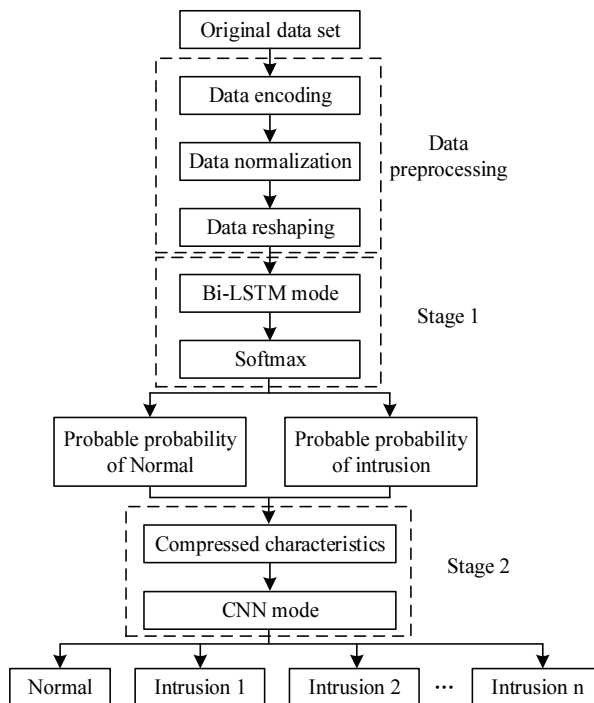 Original data set
Data encoding
Data normalization
Data reshaping
Data
preprocessing
Bi-LSTM mode
Softmax
Stage 1
Probable probability
of Normal
Probable probability
of intrusion
Compressed characteristics
CNN mode
Stage 2
Normal
Intrusion 1
Intrusion 2
···
Intrusion n